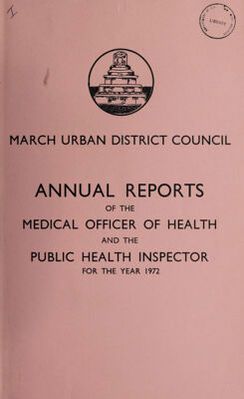 LIBRARY
MARCH URBAN DISTRICT COUNCIL
ANNUAL REPORTS
OF THE
MEDICAL OFFICER OF HEALTH
AND THE
PUBLIC HEALTH INSPECTOR
FOR THE YEAR 1972